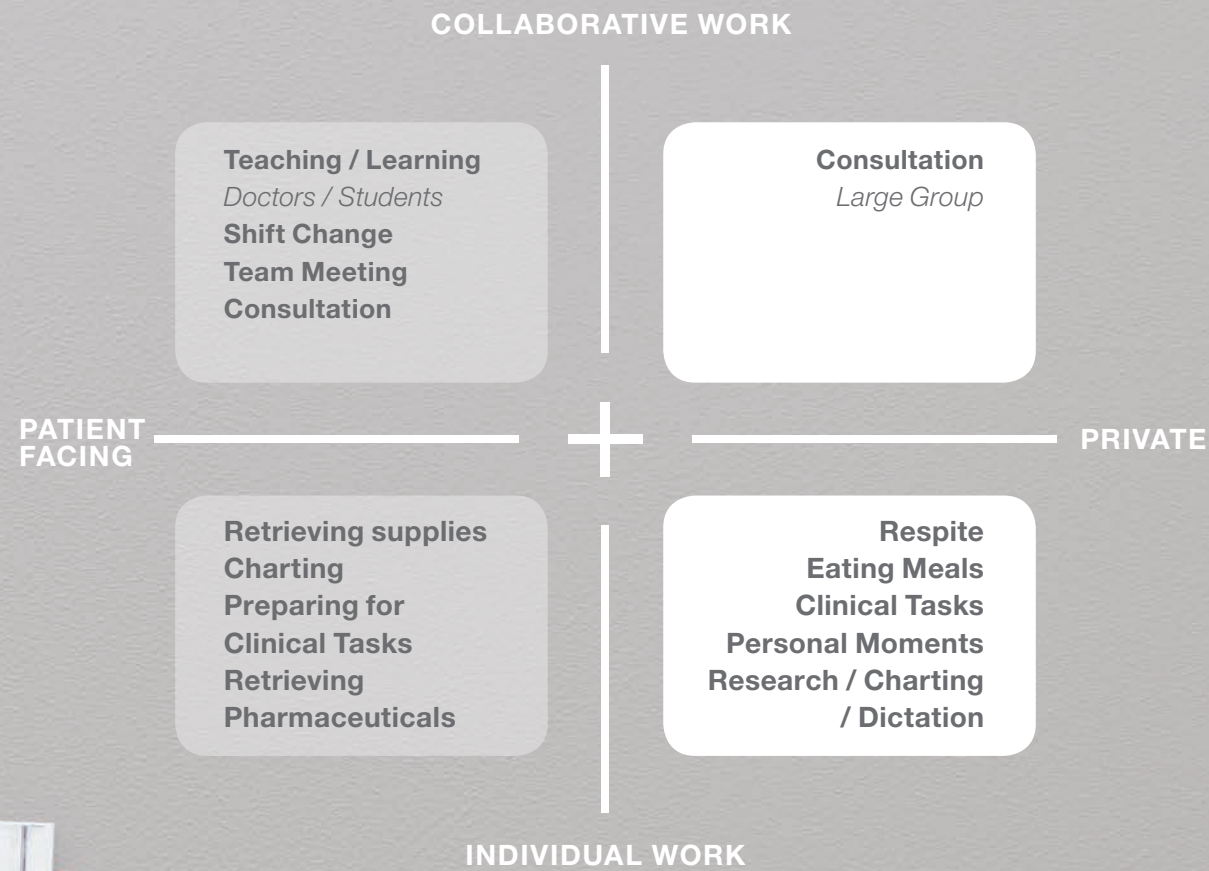 COLLABORATIVE WORK
Teaching / Learning
Doctors / Students
Shift Change
Team Meeting
Consultation
Consultation
Large Group
PATIENT
FACING
PRIVATE
Retrieving supplies
Charting
Preparing for
Clinical Tasks
Retrieving
Pharmaceuticals
Respite
Eating Meals
Clinical Tasks
Personal Moments
Research / Charting
/ Dictation
INDIVIDUAL WORK